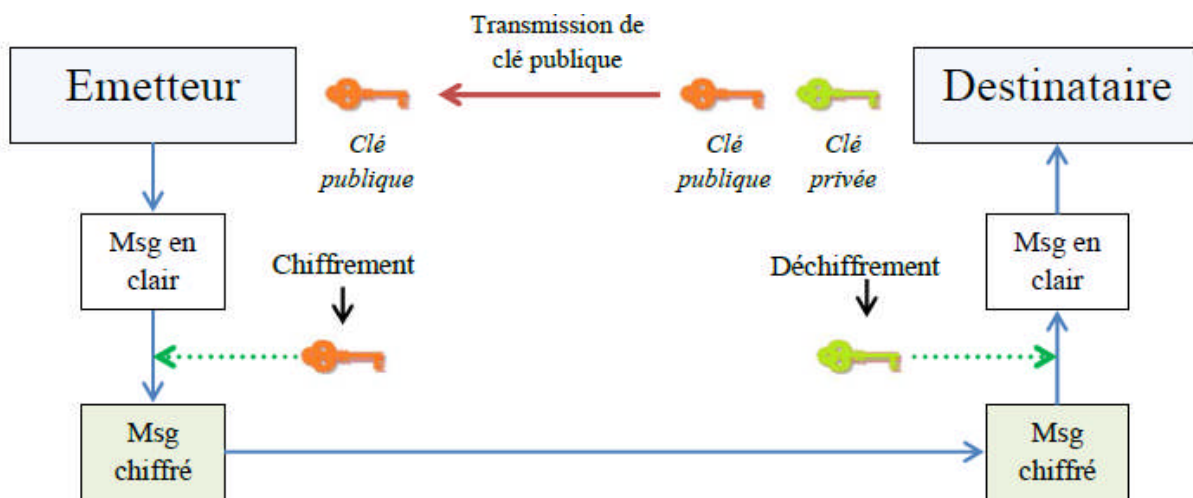 Transmission de
clé publique
Emetteur
Destinataire
Clé
publique
Clé
publique
Clé
privée
Msg en
clair
Chiffrement
Déchiffrement
Msg en
clair
Msg
chiffré
Msg
chiffré